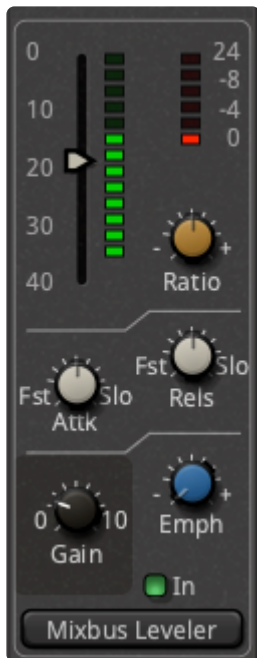 0 24
-8
10 -4
0
20
30 - +
40 Ratio
Fst Slo
Fst Slo Rels
Attk
- +
0 10 Emph
Gain
In
Mixbus Leveler